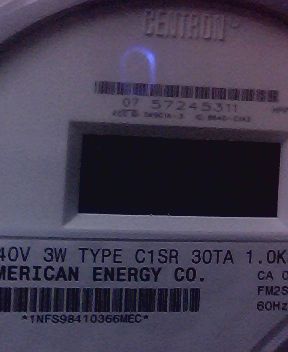 CENTRON®
07 57245311
40V 3W TYPE C1SR 30TA 1.0K
MERICAN ENERGY CO.
CA 0
FM2S
60Hz
*1NFS98410366MEC*